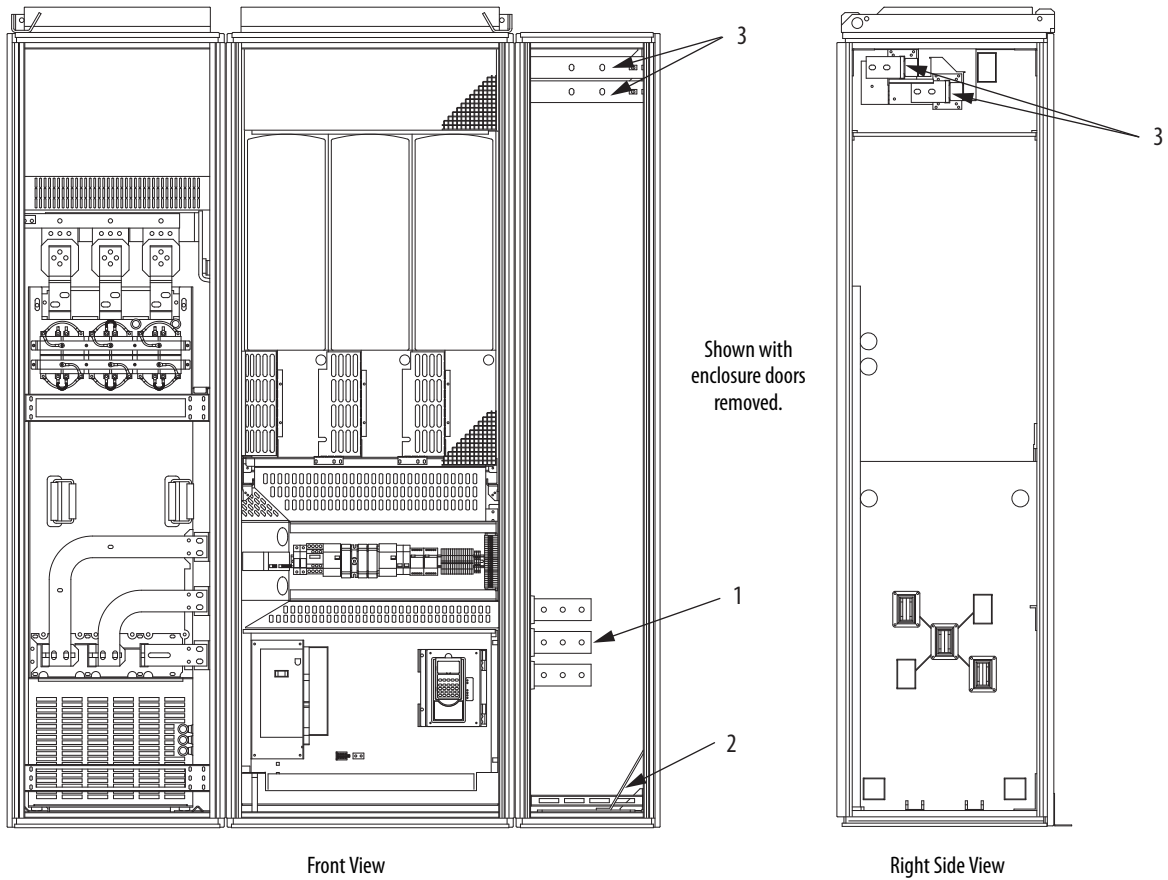 3
3
Shown with
enclosure doors
removed.
1
2
Front View
Right Side View